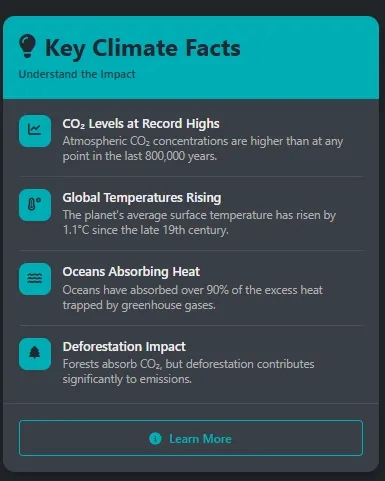 Key Climate Facts
Understand the Impact
CO₂ Levels at Record Highs
Atmospheric CO₂ concentrations are higher than at any
point in the last 800,000 years.
Global Temperatures Rising
The planet's average surface temperature has risen by
1.1°C since the late 19th century.
Oceans Absorbing Heat
Oceans have absorbed over 90% of the excess heat
trapped by greenhouse gases.
Deforestation Impact
Forests absorb CO₂, but deforestation contributes
significantly to emissions.
Learn More